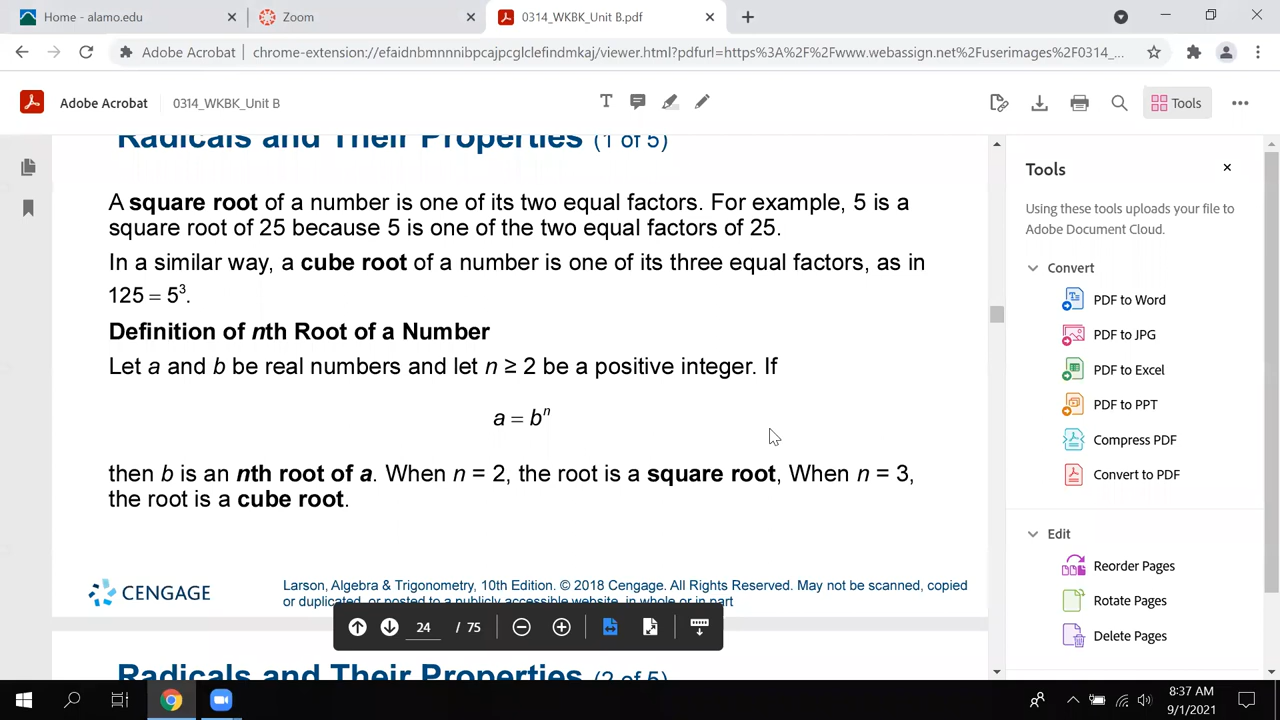 Home - alamo.edu
Zoom
0314_WKBK_Unit B.pdf
Adobe Acrobat | chrome-extension://efaidnbmnnnibpcajpcglclefindmkaj/viewer.html?pdfurl=https%3A%2F%2Fwww.webassign.net%2Fuserimages%2F0314_...
Adobe Acrobat 0314_WKBK_Unit B
Tools
Radicals and Their Properties (1 of 5)
A square root of a number is one of its two equal factors. For example, 5 is a
square root of 25 because 5 is one of the two equal factors of 25.
In a similar way, a cube root of a number is one of its three equal factors, as in
125 = 5³.
Definition of nth Root of a Number
Let a and b be real numbers and let n ≥ 2 be a positive integer. If
a = bⁿ
then b is an nth root of a. When n = 2, the root is a square root, When n = 3,
the root is a cube root.
CENGAGE
Larson, Algebra & Trigonometry, 10th Edition. © 2018 Cengage. All Rights Reserved. May not be scanned, copied
or duplicated, or posted to a publicly accessible website, in whole or in part
24 / 75
Radicals and Their Properties (2 of 5)
Tools
Using these tools uploads your file to
Adobe Document Cloud.
Convert
PDF to Word
PDF to JPG
PDF to Excel
PDF to PPT
Compress PDF
Convert to PDF
Edit
Reorder Pages
Rotate Pages
Delete Pages
8:37 AM
9/1/2021